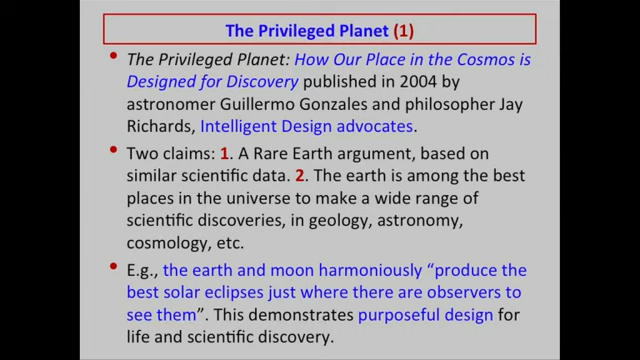 The Privileged Planet (1)
• The Privileged Planet: How Our Place in the Cosmos is
Designed for Discovery published in 2004 by
astronomer Guillermo Gonzales and philosopher Jay
Richards, Intelligent Design advocates.
• Two claims: 1. A Rare Earth argument, based on
similar scientific data. 2. The earth is among the best
places in the universe to make a wide range of
scientific discoveries, in geology, astronomy,
cosmology, etc.
• E.g., the earth and moon harmoniously “produce the
best solar eclipses just where there are observers to
see them”. This demonstrates purposeful design for
life and scientific discovery.